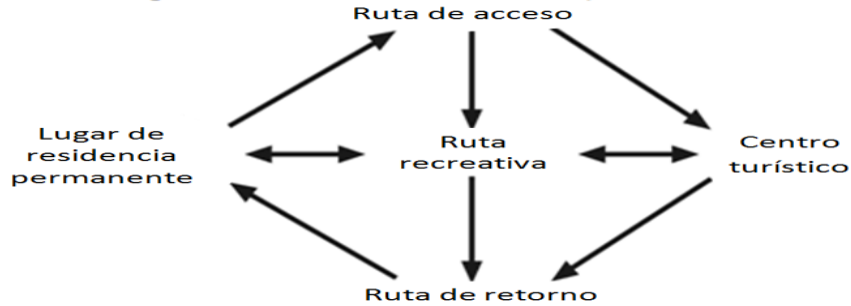 Ruta de acceso
Lugar de
residencia
permanente
Ruta
recreativa
Centro
turístico
Ruta de retorno